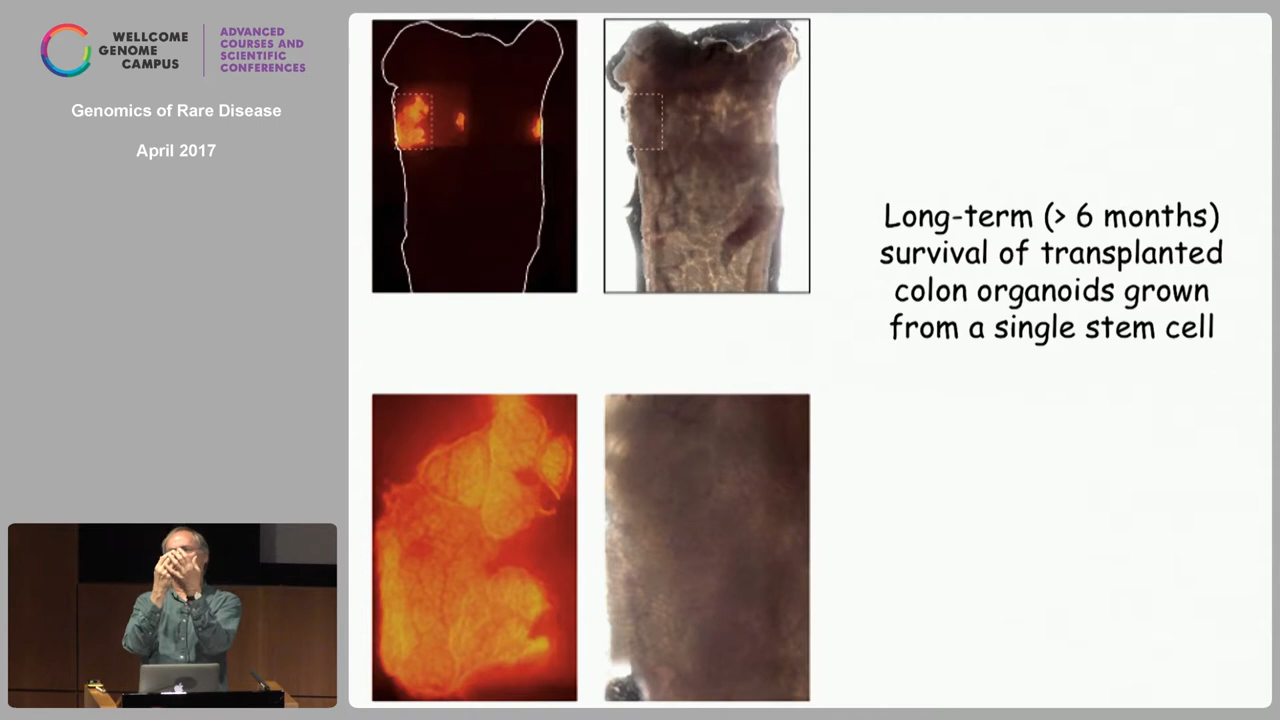 WELLCOME
GENOME
CAMPUS
ADVANCED
COURSES AND
SCIENTIFIC
CONFERENCES
Genomics of Rare Disease
April 2017
Long-term (> 6 months)
survival of transplanted
colon organoids grown
from a single stem cell